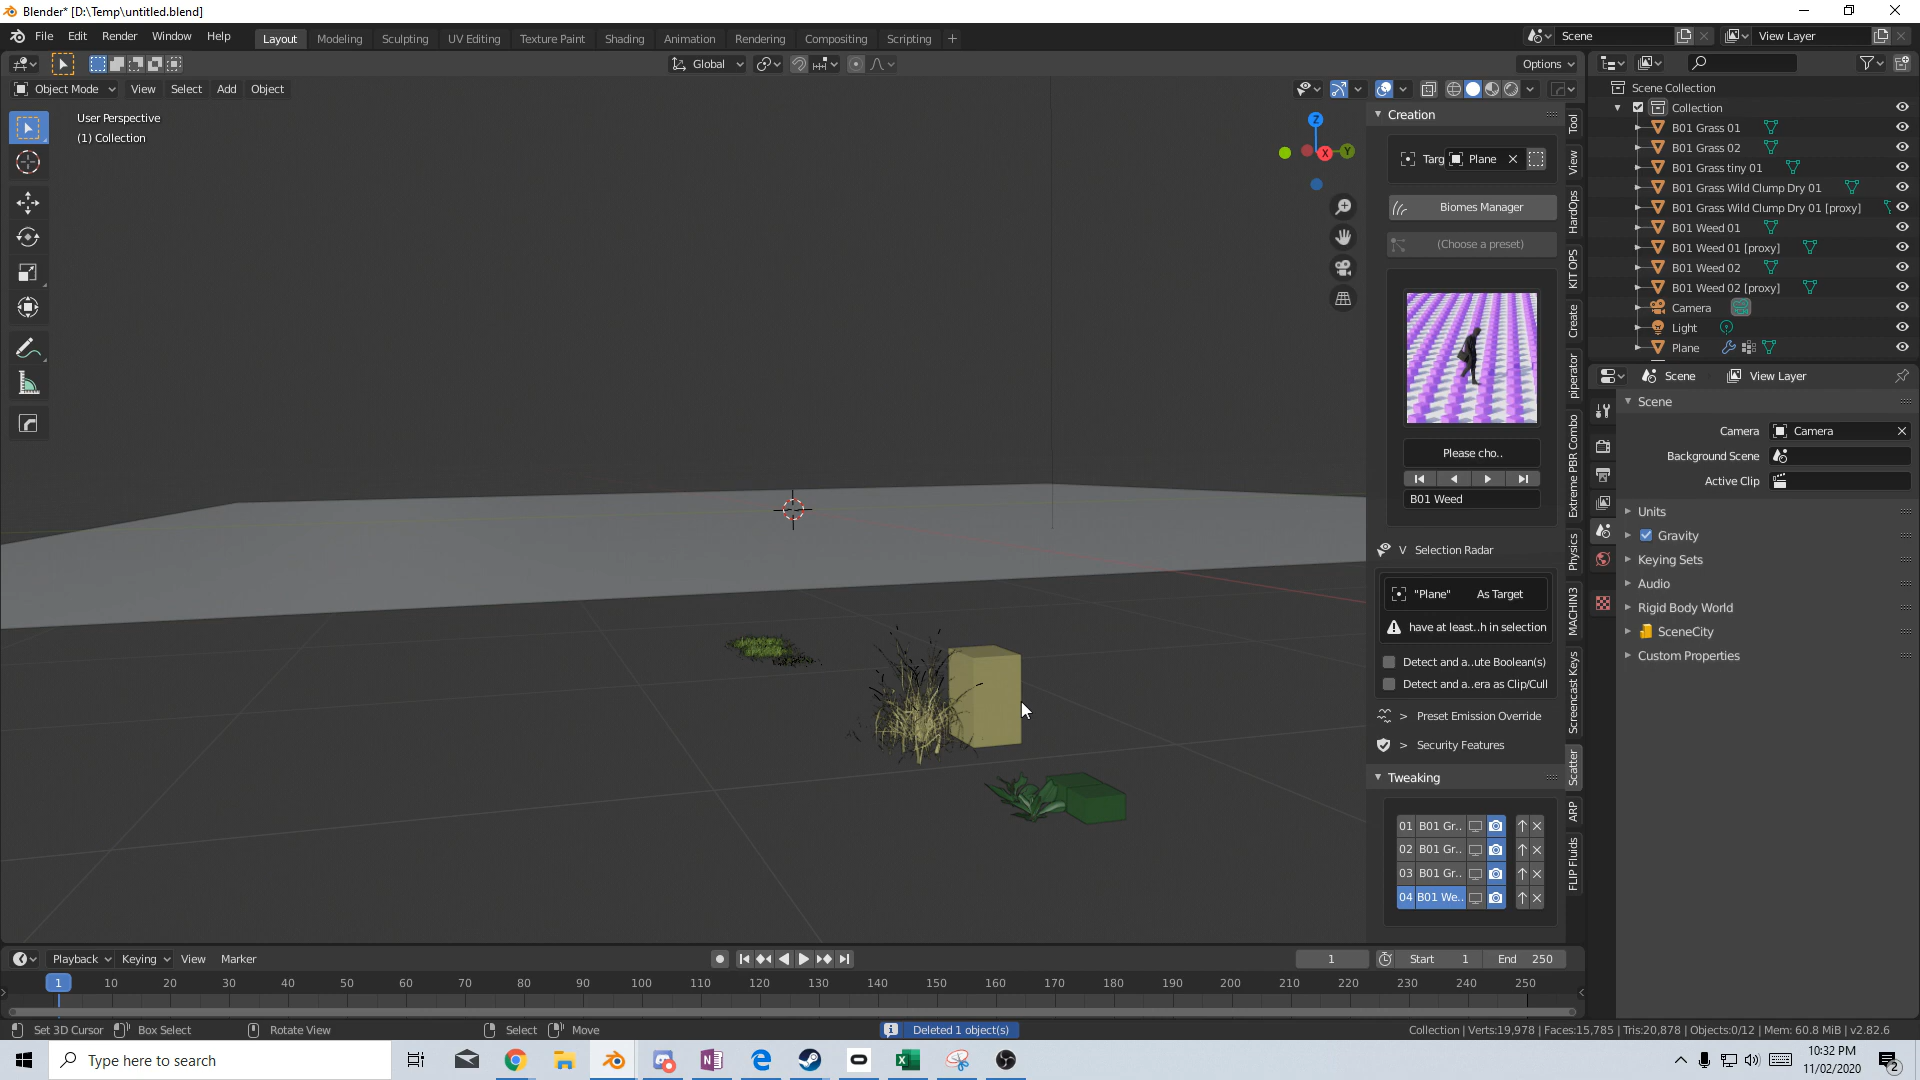 Blender* [D:\Temp\untitled.blend]
File Edit Render Window Help
Layout Modeling Sculpting UV Editing Texture Paint Shading Animation Rendering Compositing Scripting +
Scene View Layer
Global
Options
Object Mode View Select Add Object
User Perspective
(1) Collection
Z
X
Y
Creation
Targ Plane
Biomes Manager
(Choose a preset)
Please cho..
B01 Weed
V Selection Radar
"Plane" As Target
have at least..h in selection
Detect and a..ute Boolean(s)
Detect and a..era as Clip/Cull
> Preset Emission Override
> Security Features
Tweaking
01 B01 Gr..
02 B01 Gr..
03 B01 Gr..
04 B01 We..
Tool
View
HardOps
KIT OPS
Create
piperator
Extreme PBR Combo
Physics
MACHIN3
Screencast Keys
Scatter
ARP
FLIP Fluids
Scene Collection
Collection
B01 Grass 01
B01 Grass 02
B01 Grass tiny 01
B01 Grass Wild Clump Dry 01
B01 Grass Wild Clump Dry 01 [proxy]
B01 Weed 01
B01 Weed 01 [proxy]
B01 Weed 02
B01 Weed 02 [proxy]
Camera
Light
Plane
Scene View Layer
Scene
Camera Camera
Background Scene
Active Clip
Units
Gravity
Keying Sets
Audio
Rigid Body World
SceneCity
Custom Properties
Playback Keying View Marker
1 Start 1 End 250
1 10 20 30 40 50 60 70 80 90 100 110 120 130 140 150 160 170 180 190 200 210 220 230 240 250
Set 3D Cursor Box Select Rotate View Select Move
Deleted 1 object(s)
Collection | Verts:19,978 | Faces:15,785 | Tris:20,878 | Objects:0/12 | Mem: 60.8 MiB | v2.82.6
Type here to search
10:32 PM
11/02/2020
2